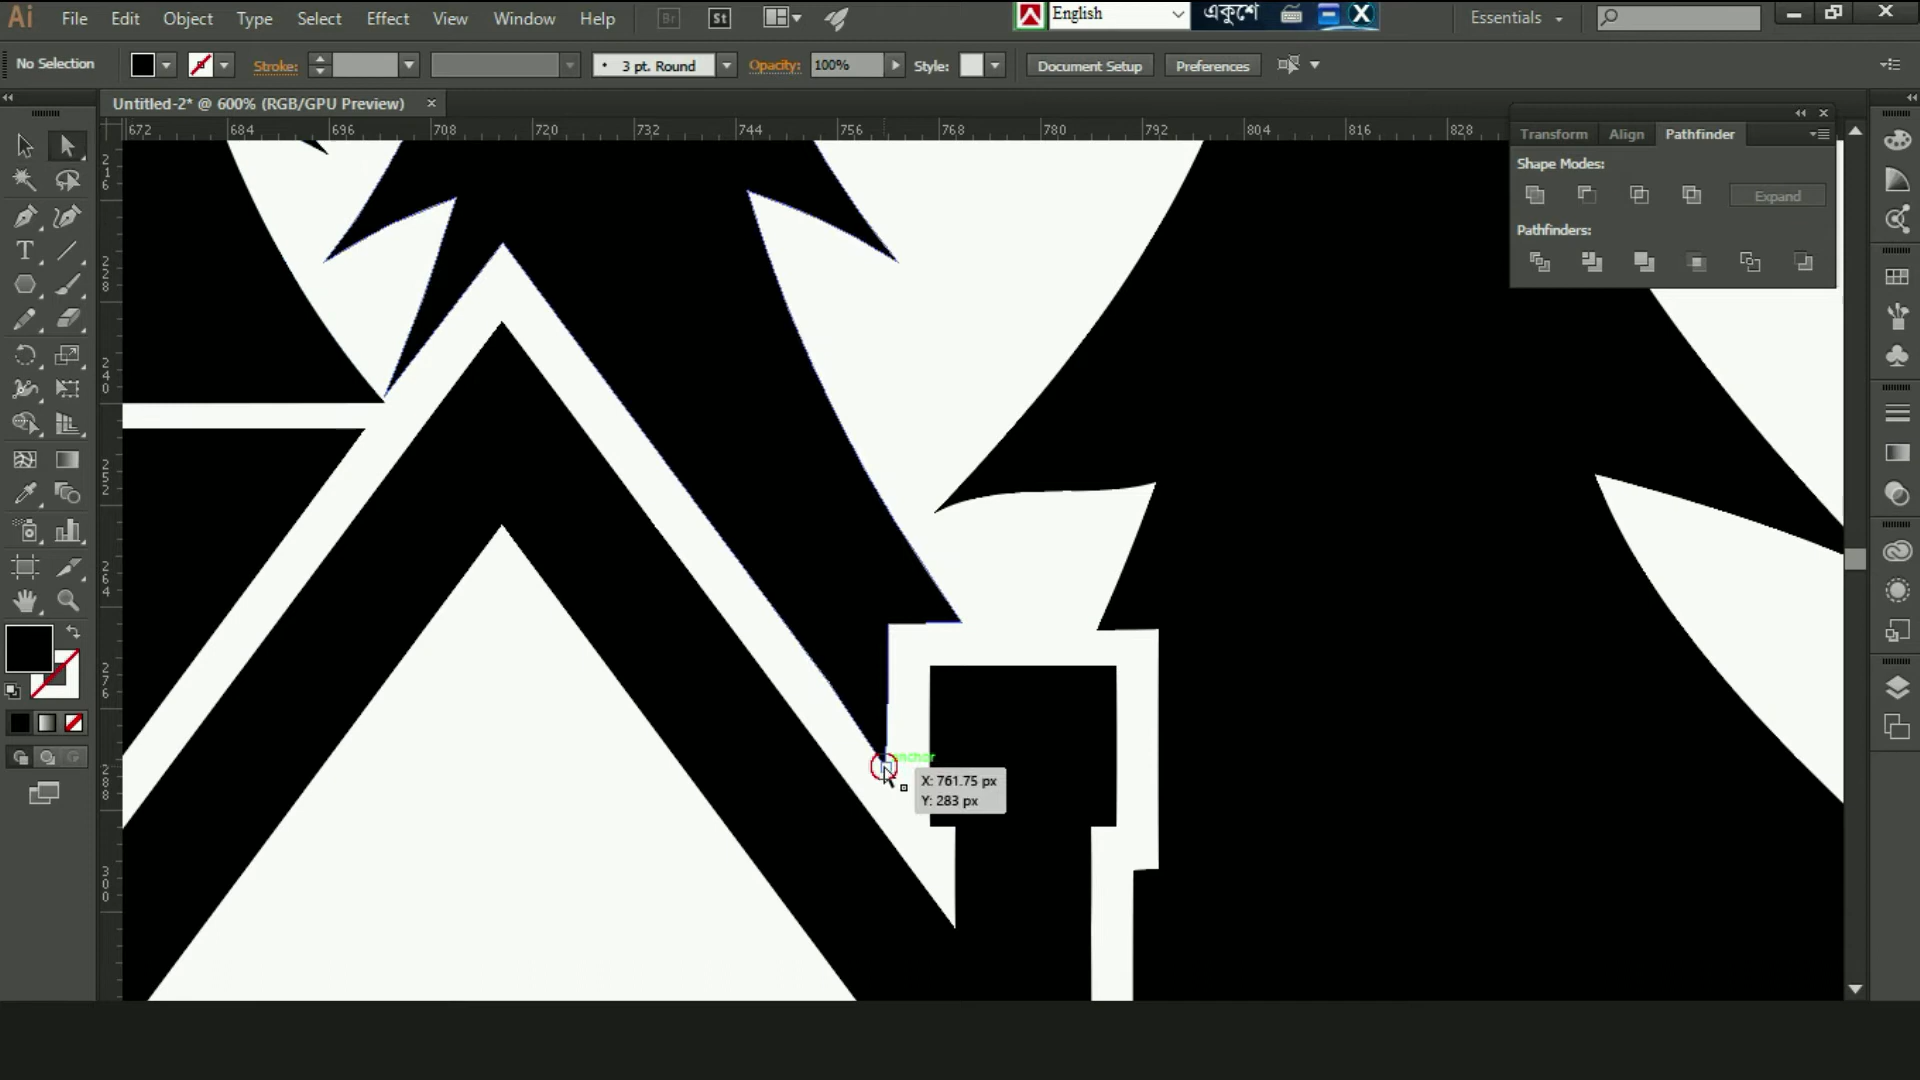 Ai File Edit Object Type Select Effect View Window Help Br St English একুশে X Essentials
No Selection Stroke: 3 pt. Round Opacity: 100% Style: Document Setup Preferences
Untitled-2* @ 600% (RGB/GPU Preview)
672 684 696 708 720 732 744 756 768 780 792 804 816 828
Transform Align Pathfinder
Shape Modes:
Expand
Pathfinders:
216
228
240
252
264
276
288
300
anchor
X: 761.75 px
Y: 283 px